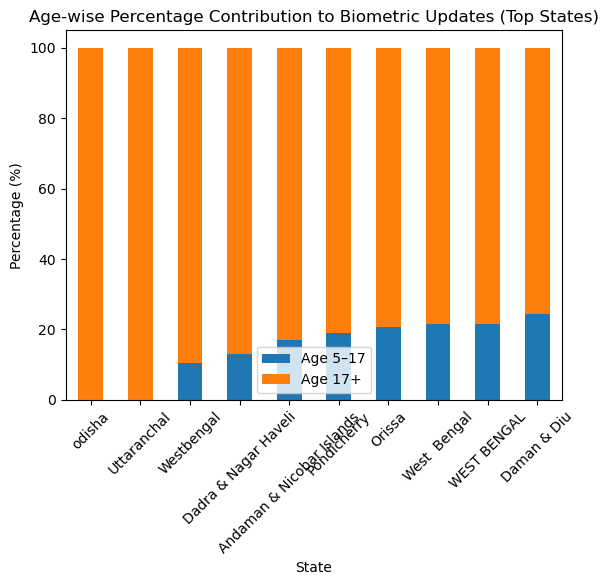 Age-wise Percentage Contribution to Biometric Updates (Top States)
Percentage (%)
100
80
60
40
20
0
Age 5–17
Age 17+
odisha
Uttaranchal
Westbengal
Dadra & Nagar Haveli
Andaman & Nicobar Islands
Pondicherry
Orissa
West  Bengal
WEST BENGAL
Daman & Diu
State